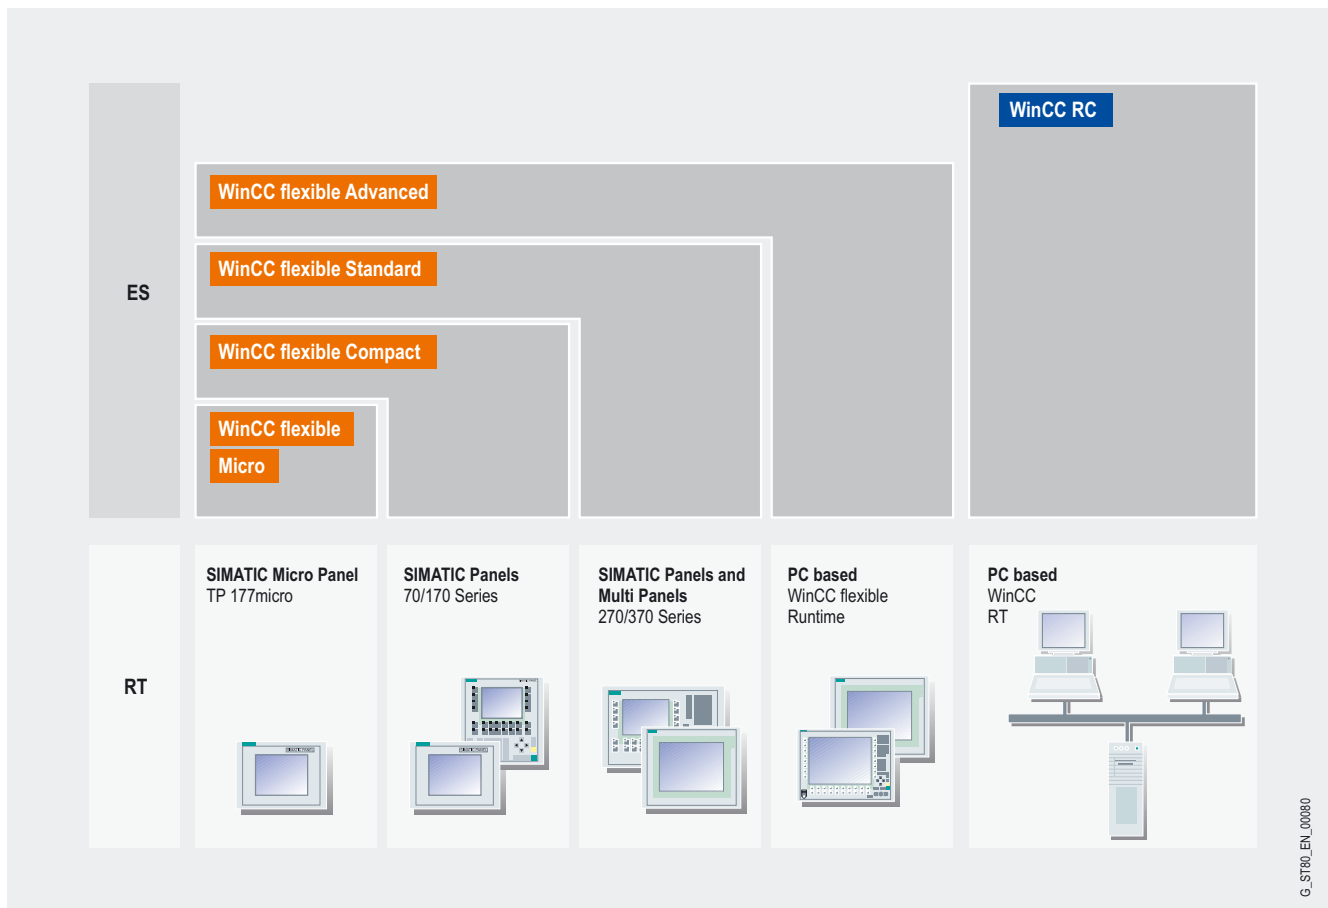 WinCC RC
WinCC flexible Advanced
WinCC flexible Standard
ES
WinCC flexible Compact
WinCC flexible
Micro
SIMATIC Micro Panel
TP 177micro
SIMATIC Panels
70/170 Series
SIMATIC Panels and
Multi Panels
270/370 Series
PC based
WinCC flexible
Runtime
PC based
WinCC
RT
RT
G_ST80_EN_00080